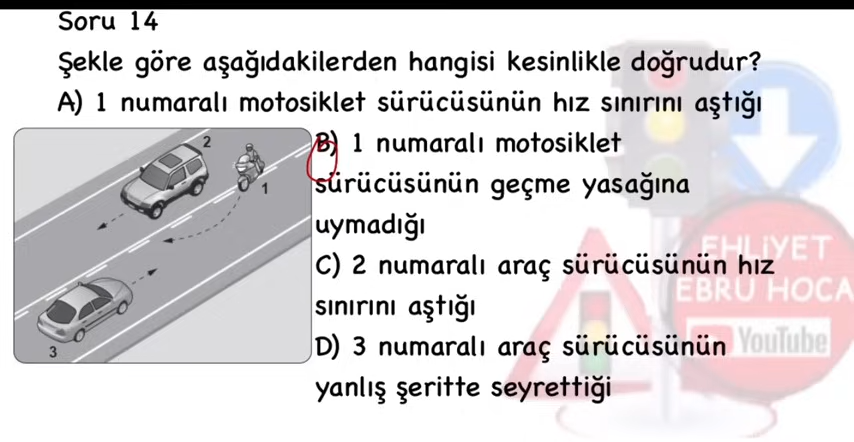 Soru 14
Şekle göre aşağıdakilerden hangisi kesinlikle doğrudur?
A) 1 numaralı motosiklet sürücüsünün hız sınırını aştığı
B) 1 numaralı motosiklet
sürücüsünün geçme yasağına
uymadığı
C) 2 numaralı araç sürücüsünün hız
sınırını aştığı
D) 3 numaralı araç sürücüsünün
yanlış şeritte seyrettiği
2
1
3
EHLİYET
EBRU HOCA
YouTube